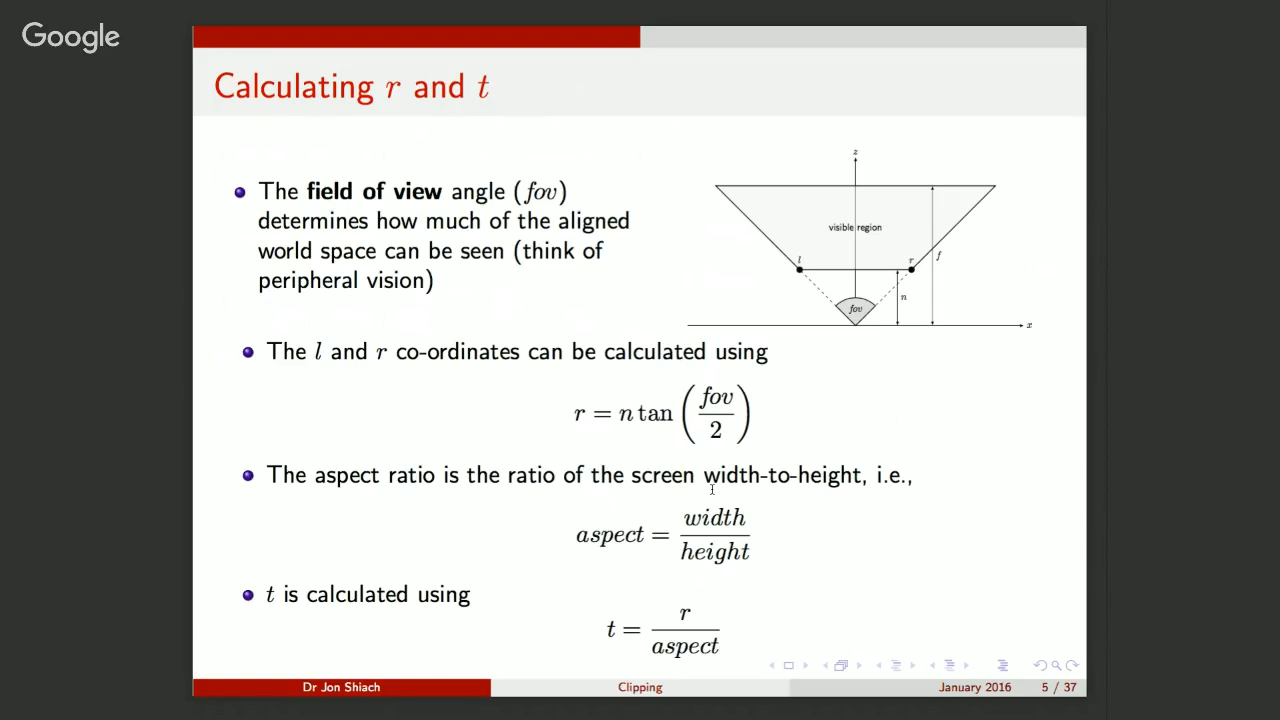 Google
Calculating r and t
The field of view angle (fov)
determines how much of the aligned
world space can be seen (think of
peripheral vision)
z
visible region
l
r
f
n
fov
x
The l and r co-ordinates can be calculated using
r = n tan (fov/2)
The aspect ratio is the ratio of the screen width-to-height, i.e.,
aspect = width/height
t is calculated using
t = r/aspect
Dr Jon Shiach Clipping January 2016 5 / 37